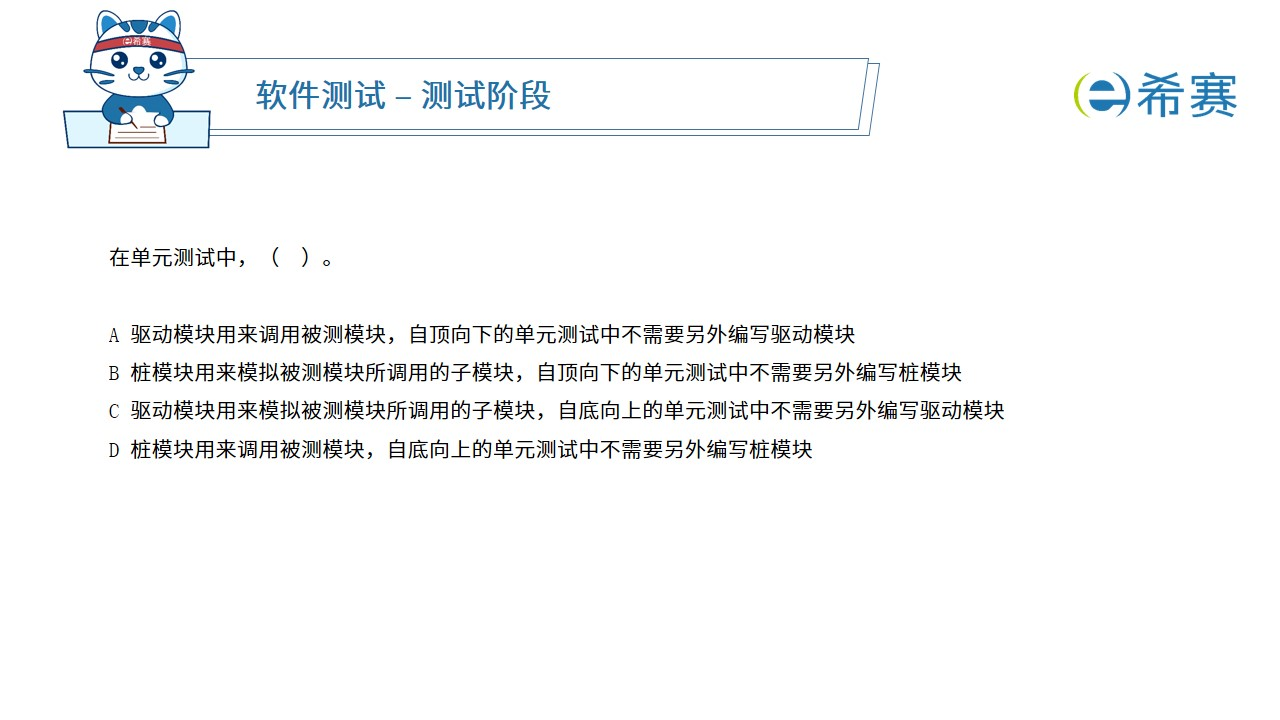 希赛
软件测试 – 测试阶段
希赛
在单元测试中，（ ）。
A 驱动模块用来调用被测模块，自顶向下的单元测试中不需要另外编写驱动模块
B 桩模块用来模拟被测模块所调用的子模块，自顶向下的单元测试中不需要另外编写桩模块
C 驱动模块用来模拟被测模块所调用的子模块，自底向上的单元测试中不需要另外编写驱动模块
D 桩模块用来调用被测模块，自底向上的单元测试中不需要另外编写桩模块